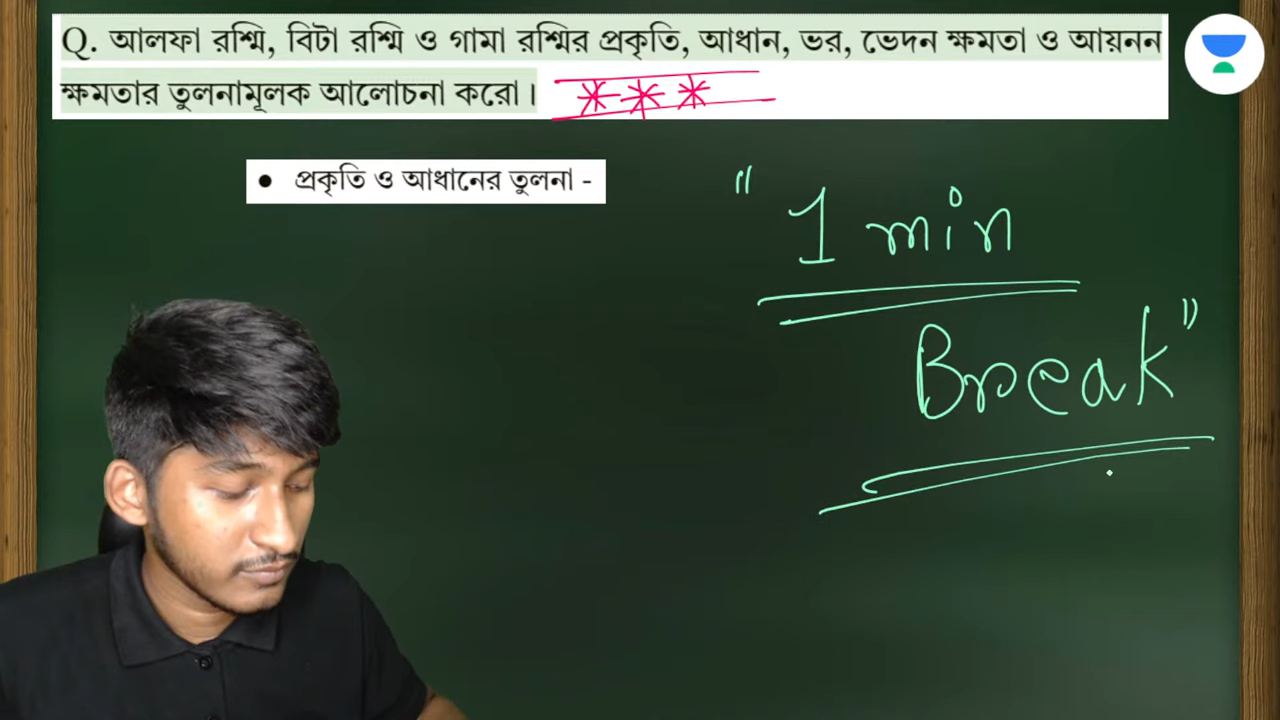 Q. আলফা রশ্মি, বিটা রশ্মি ও গামা রশ্মির প্রকৃতি, আধান, ভর, ভেদন ক্ষমতা ও আয়নন
ক্ষমতার তুলনামূলক আলোচনা করো।
● প্রকৃতি ও আধানের তুলনা -
"1 min
Break"